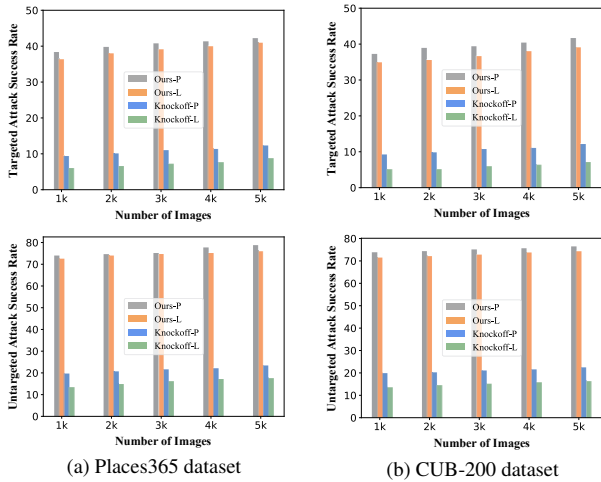 50
40
30
20
10
0
Targeted Attack Success Rate
Ours-P
Ours-L
Knockoff-P
Knockoff-L
1k 2k 3k 4k 5k
Number of Images
50
40
30
20
10
0
Targeted Attack Success Rate
Ours-P
Ours-L
Knockoff-P
Knockoff-L
1k 2k 3k 4k 5k
Number of Images
80
70
60
50
40
30
20
10
0
Untargeted Attack Success Rate
Ours-P
Ours-L
Knockoff-P
Knockoff-L
1k 2k 3k 4k 5k
Number of Images
80
70
60
50
40
30
20
10
0
Untargeted Attack Success Rate
Ours-P
Ours-L
Knockoff-P
Knockoff-L
1k 2k 3k 4k 5k
Number of Images
(a) Places365 dataset
(b) CUB-200 dataset